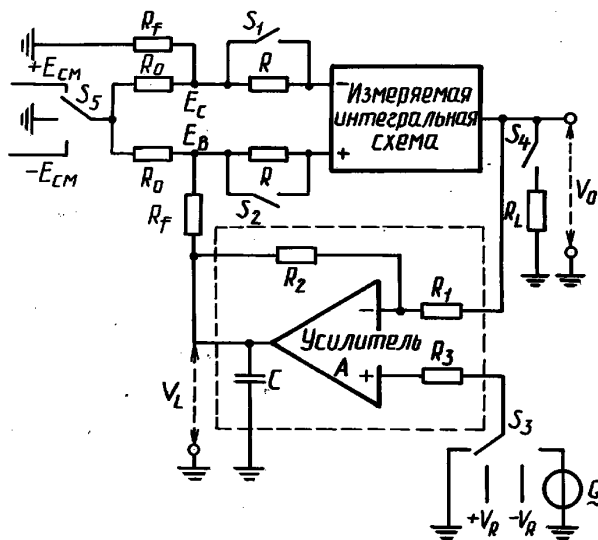 R_f
S_1
+E_см
S_5
R_0
R
E_c
−
Измеряемая
интегральная
схема
E_в
+
S_4
−E_см
R_0
R
S_2
R_L
V_0
R_f
R_2
R_1
−
Усилитель
A
R_3
+
C
V_L
S_3
+V_R
−V_R
G